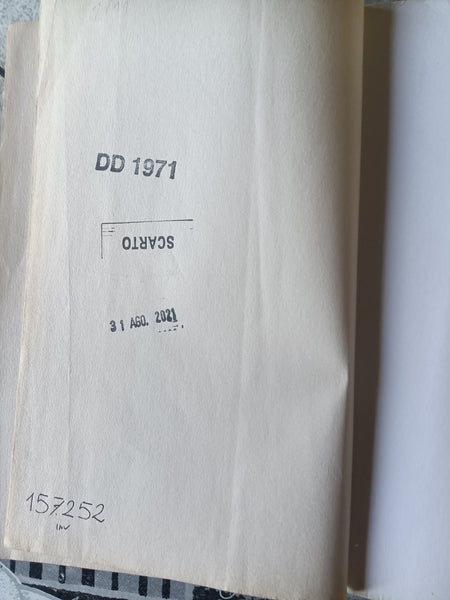 DD 1971
SCARTO
31 AGO. 2021
157252
INV